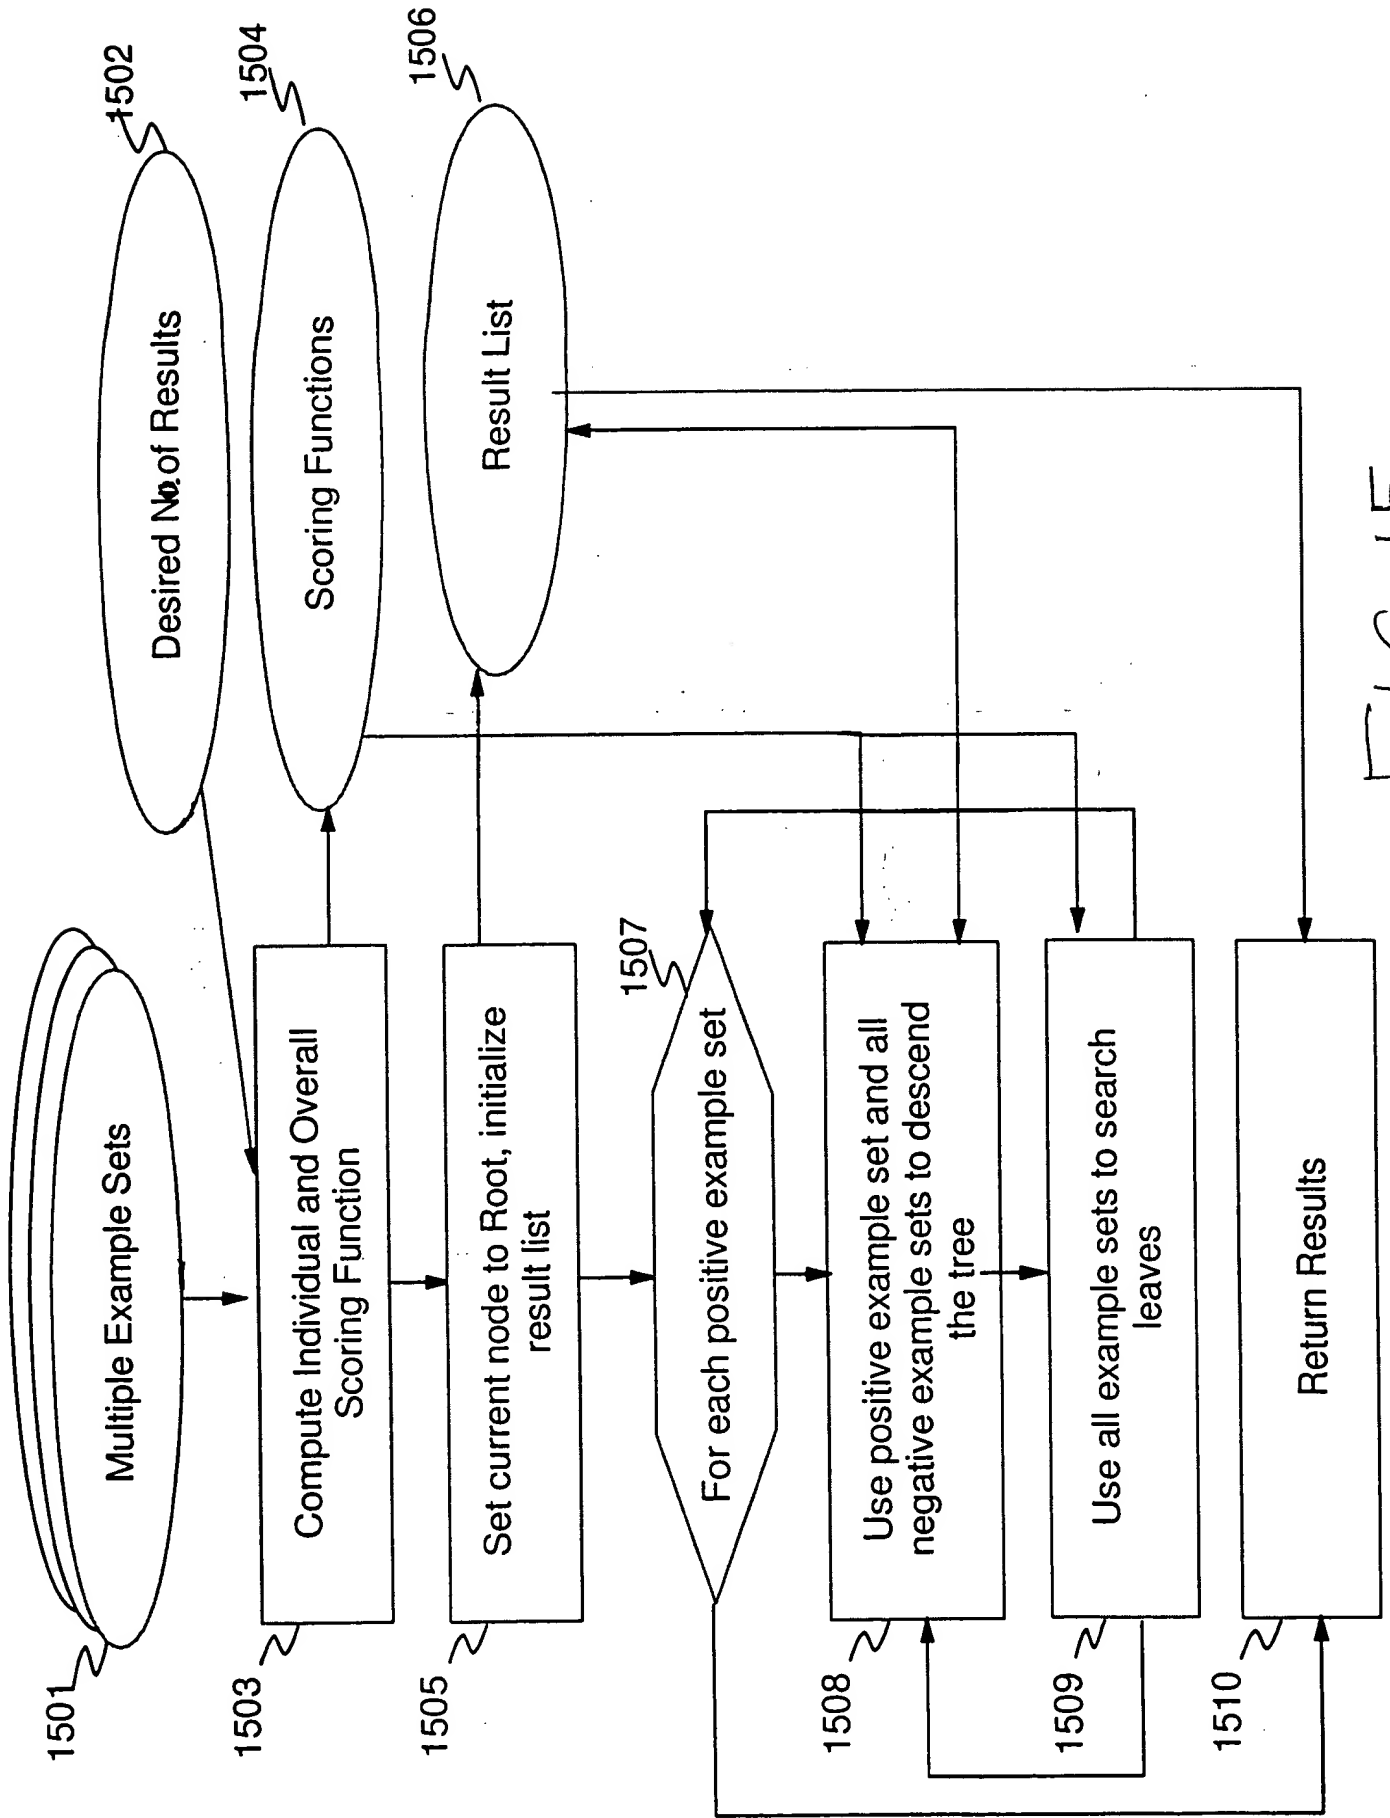 1501
Multiple Example Sets
1502
Desired No.of Results
1503
Compute Individual and Overall
Scoring Function
1504
Scoring Functions
1505
Set current node to Root, initialize
result list
1506
Result List
1507
For each positive example set
1508
Use positive example set and all
negative example sets to descend
the tree
1509
Use all example sets to search
leaves
1510
Return Results